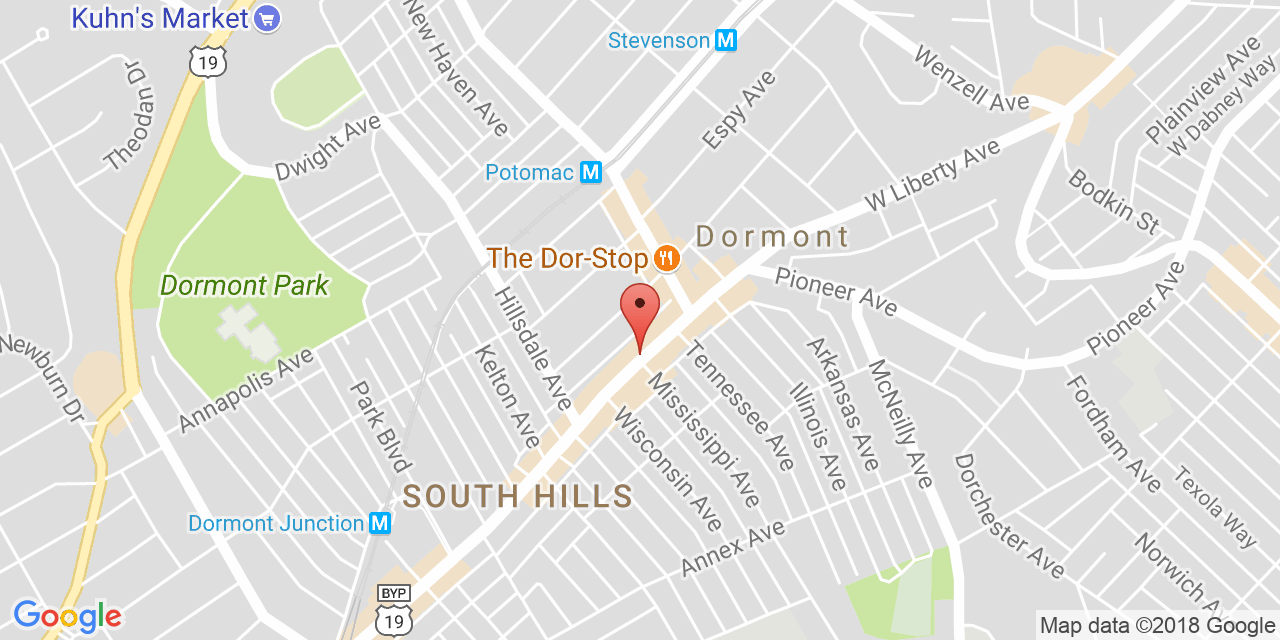 Kuhn's Market
19
New Haven Ave
Stevenson
M
Wenzell Ave
Plainview Ave
W Dabney Way
Theodan Dr
Dwight Ave
Espy Ave
Potomac
M
W Liberty Ave
Bodkin St
Dormont
The Dor-Stop
Dormont Park
Pioneer Ave
Pioneer Ave
Hillsdale Ave
Newburn Dr
Annapolis Ave
Park Blvd
Kelton Ave
Tennessee Ave
Arkansas Ave
Illinois Ave
McNeilly Ave
Mississippi Ave
Wisconsin Ave
Fordham Ave
SOUTH HILLS
Dormont Junction
M
Annex Ave
Dorchester Ave
Texola Way
Norwich A
BYP
19
Google
Map data ©2018 Google